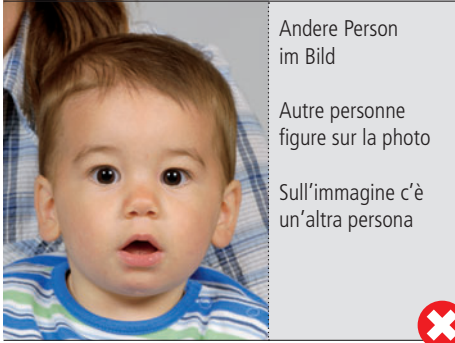 Andere Person
im Bild
Autre personne
figure sur la photo
Sull’immagine c’è
un’altra persona